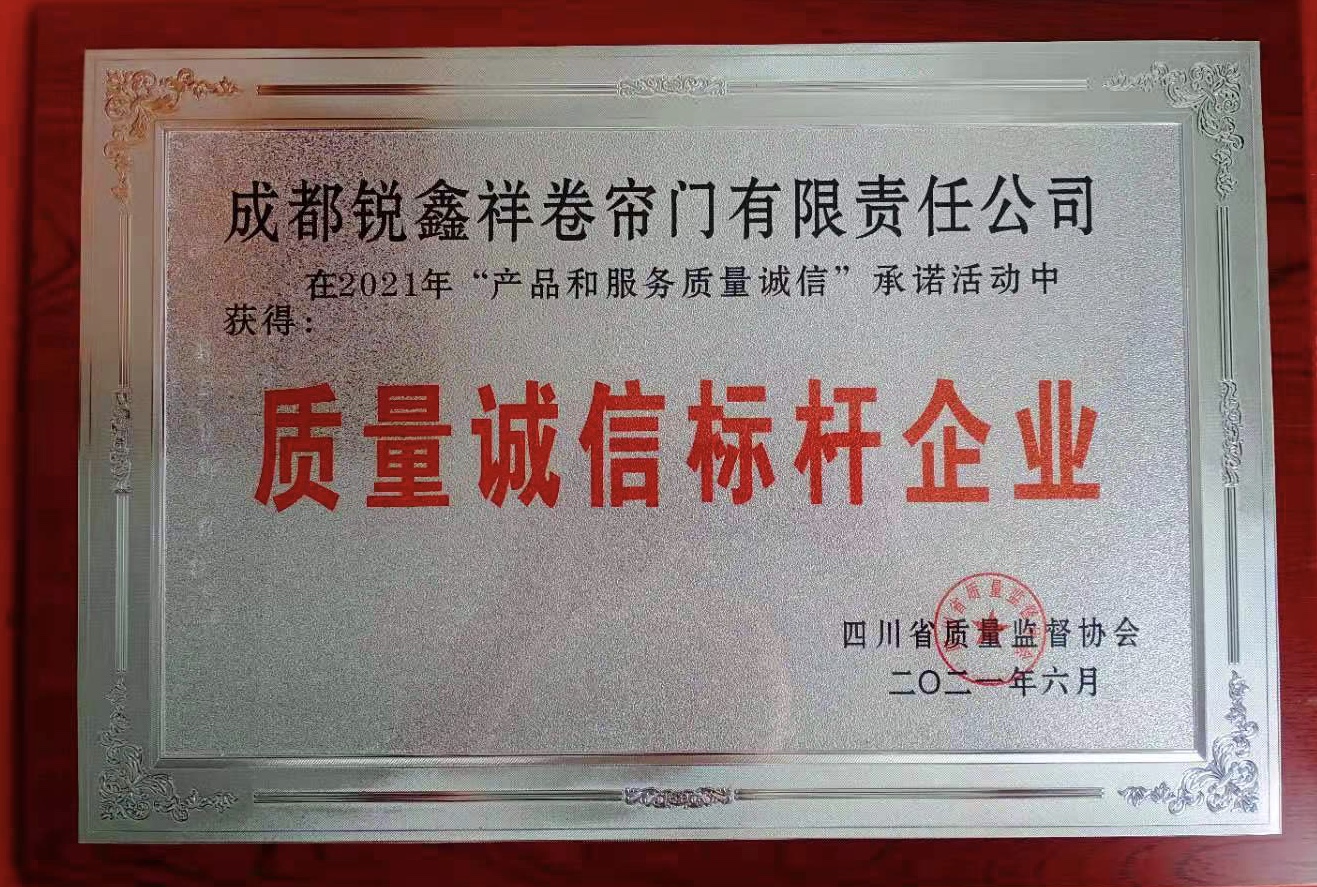 成都锐鑫祥卷帘门有限责任公司
在2021年“产品和服务质量诚信”承诺活动中
获得：
质量诚信标杆企业
四川省质量监督协会
二〇二一年六月